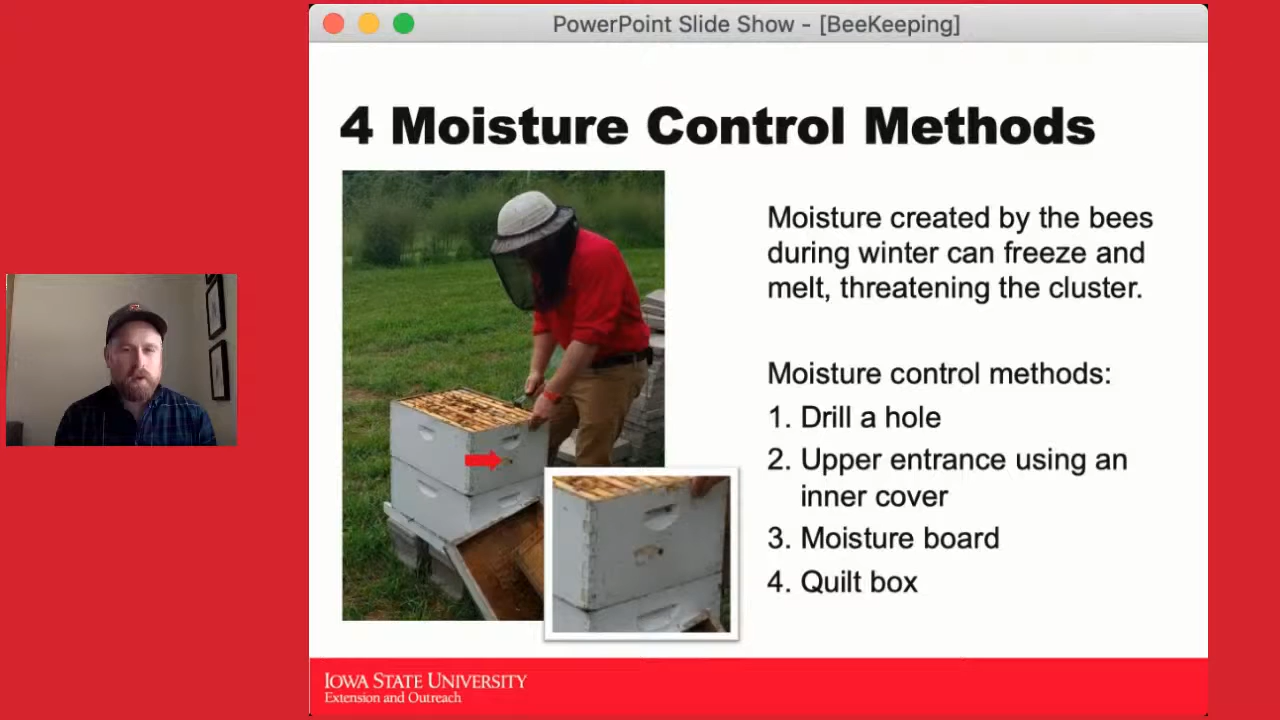 PowerPoint Slide Show - [BeeKeeping]
4 Moisture Control Methods
Moisture created by the bees
during winter can freeze and
melt, threatening the cluster.
Moisture control methods:
1. Drill a hole
2. Upper entrance using an
inner cover
3. Moisture board
4. Quilt box
IOWA STATE UNIVERSITY
Extension and Outreach